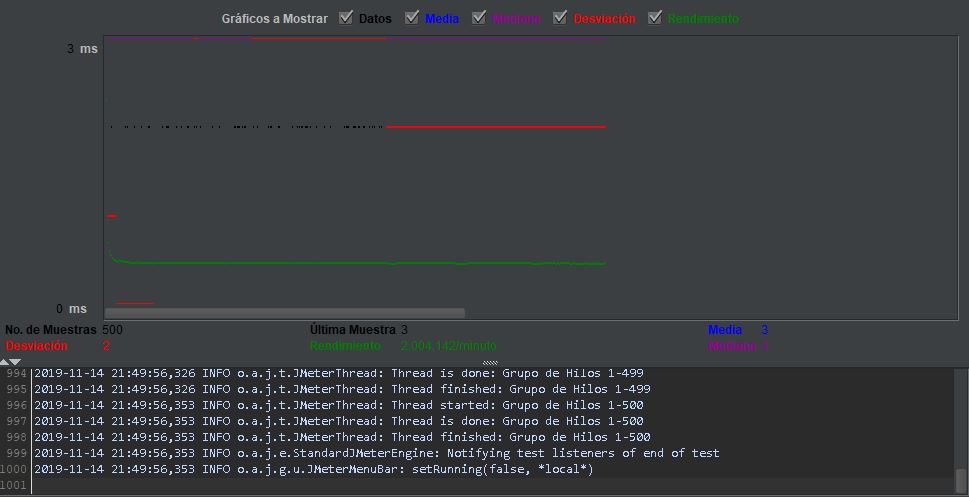 Gráficos a Mostrar Datos Media Mediana Desviación Rendimiento
3 ms
0 ms
No. de Muestras 500 Última Muestra 3 Media 3
Desviación 2 Rendimiento 2.004,142/minuto Mediana 3
994 2019-11-14 21:49:56,326 INFO o.a.j.t.JMeterThread: Thread is done: Grupo de Hilos 1-499
995 2019-11-14 21:49:56,326 INFO o.a.j.t.JMeterThread: Thread finished: Grupo de Hilos 1-499
996 2019-11-14 21:49:56,353 INFO o.a.j.t.JMeterThread: Thread started: Grupo de Hilos 1-500
997 2019-11-14 21:49:56,353 INFO o.a.j.t.JMeterThread: Thread is done: Grupo de Hilos 1-500
998 2019-11-14 21:49:56,353 INFO o.a.j.t.JMeterThread: Thread finished: Grupo de Hilos 1-500
999 2019-11-14 21:49:56,353 INFO o.a.j.e.StandardJMeterEngine: Notifying test listeners of end of test
1000 2019-11-14 21:49:56,353 INFO o.a.j.g.u.JMeterMenuBar: setRunning(false, *local*)
1001